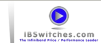 iBSwitches.com
The InfiniBand Price / Performance Leader